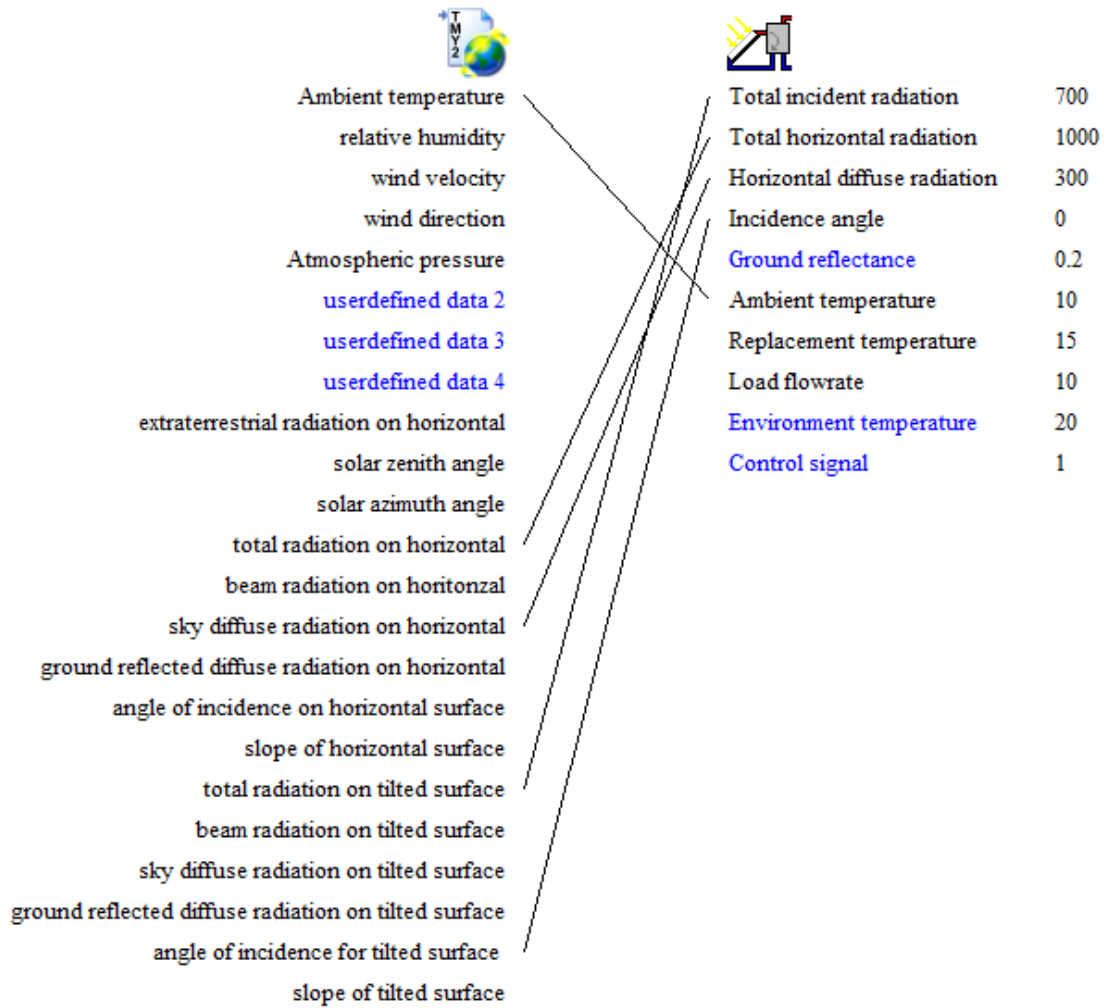 TMY2
Ambient temperature
relative humidity
wind velocity
wind direction
Atmospheric pressure
userdefined data 2
userdefined data 3
userdefined data 4
extraterrestrial radiation on horizontal
solar zenith angle
solar azimuth angle
total radiation on horizontal
beam radiation on horitonzal
sky diffuse radiation on horizontal
ground reflected diffuse radiation on horizontal
angle of incidence on horizontal surface
slope of horizontal surface
total radiation on tilted surface
beam radiation on tilted surface
sky diffuse radiation on tilted surface
ground reflected diffuse radiation on tilted surface
angle of incidence for tilted surface
slope of tilted surface
Total incident radiation 700
Total horizontal radiation 1000
Horizontal diffuse radiation 300
Incidence angle 0
Ground reflectance 0.2
Ambient temperature 10
Replacement temperature 15
Load flowrate 10
Environment temperature 20
Control signal 1